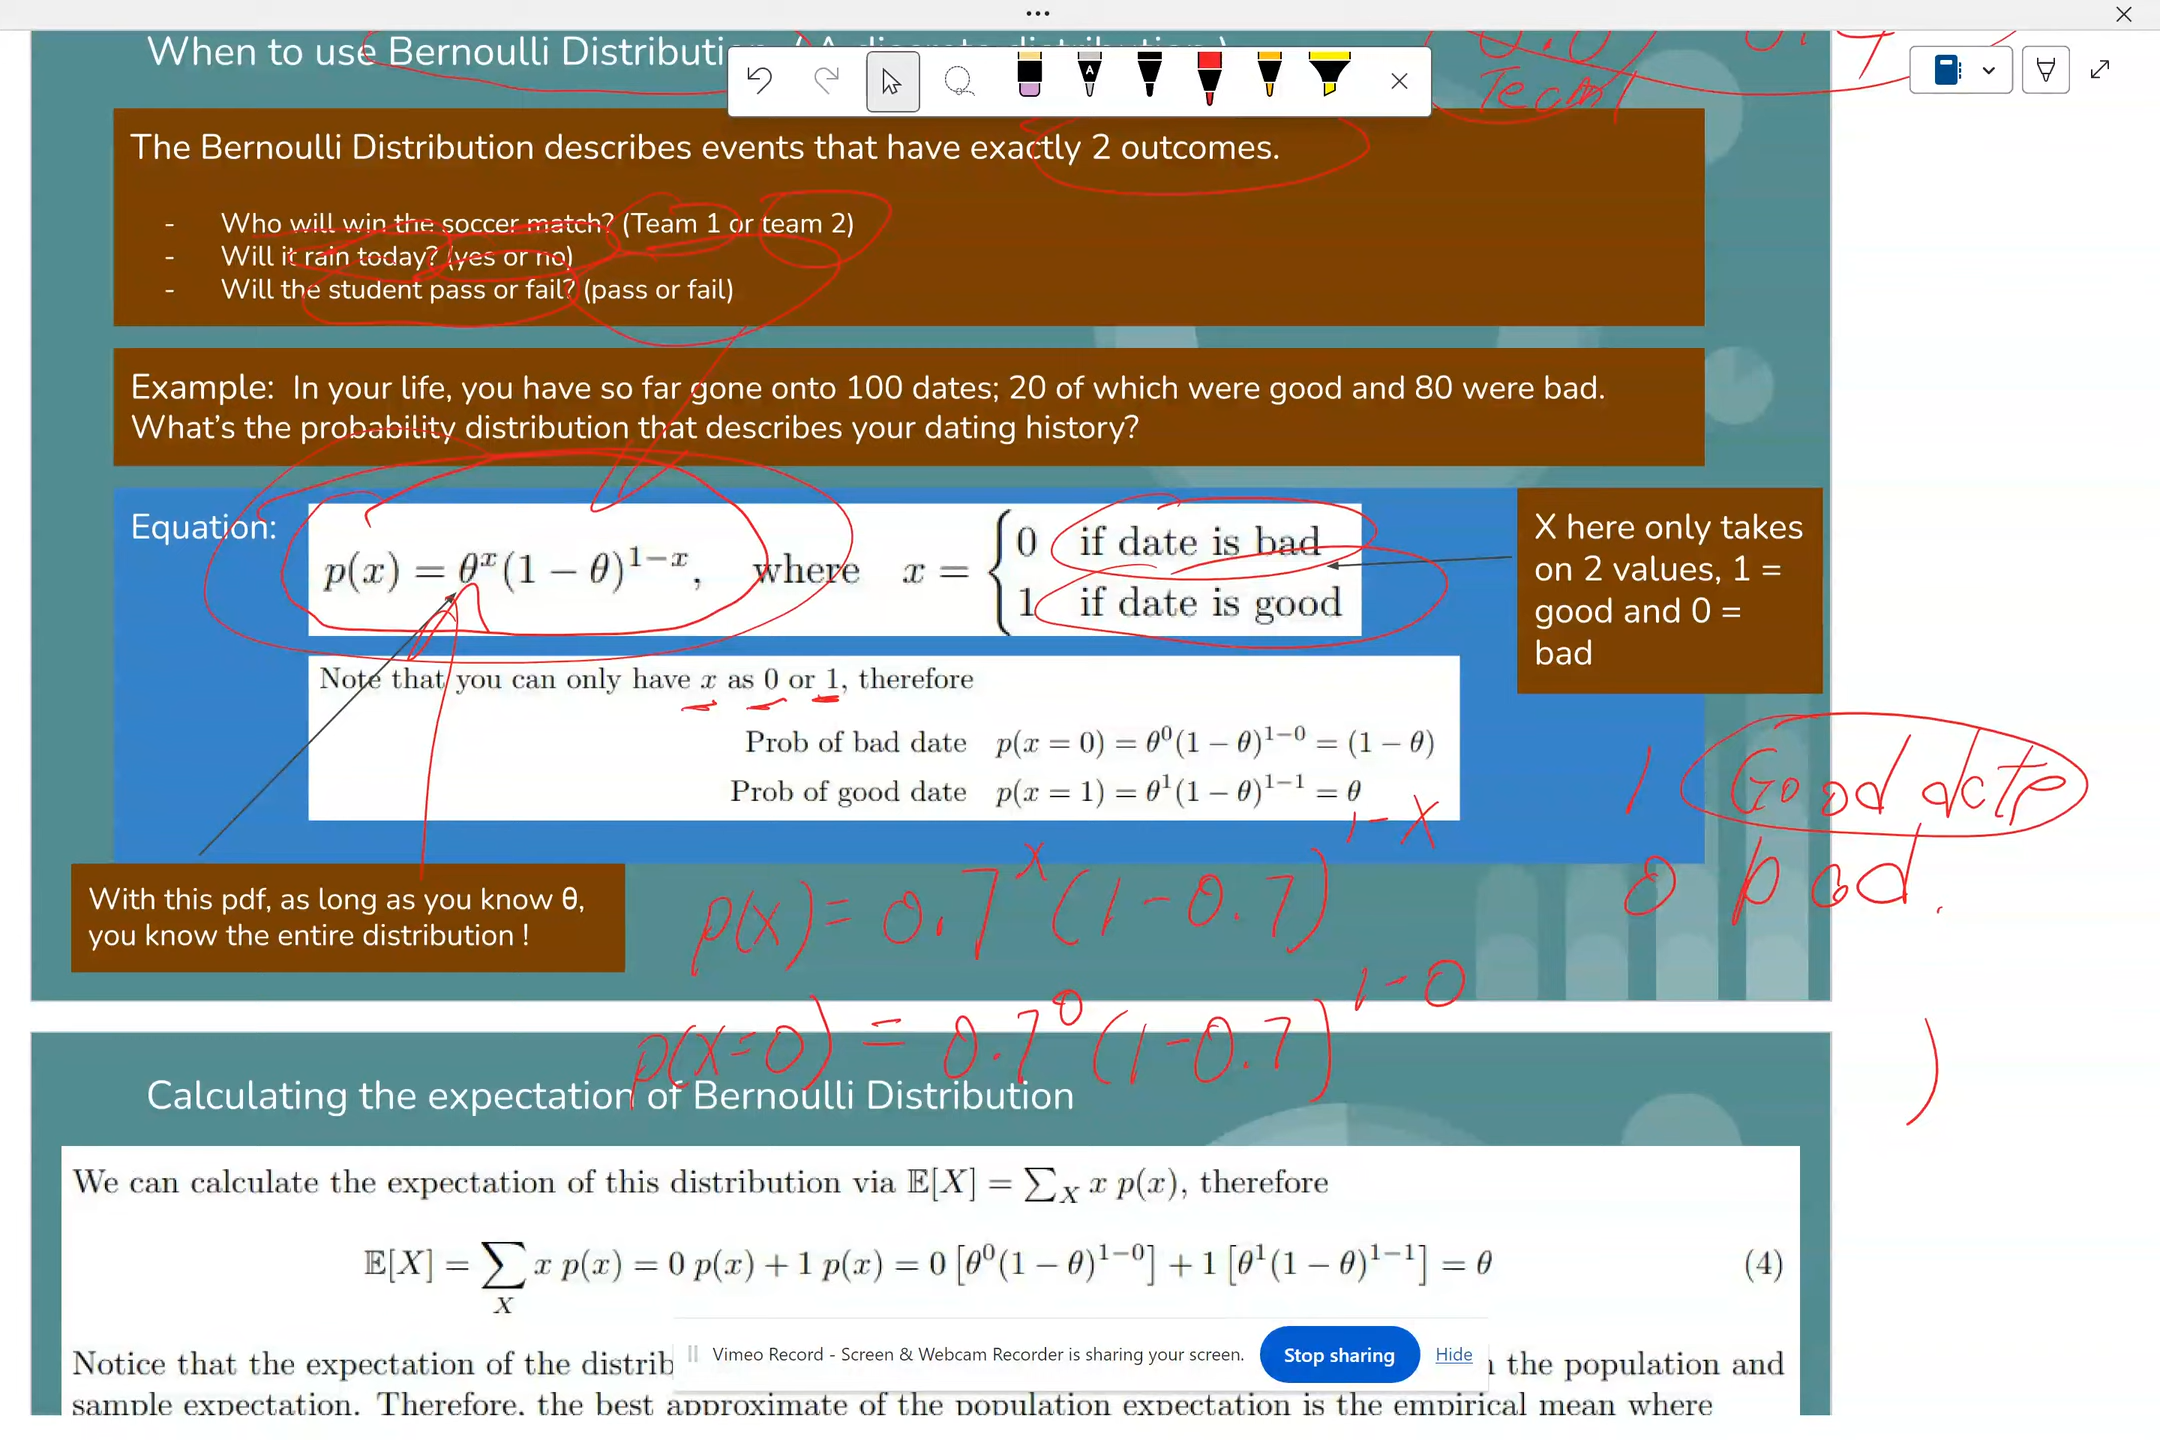 When to use Bernoulli Distributi
Team 1
The Bernoulli Distribution describes events that have exactly 2 outcomes.
- Who will win the soccer match? (Team 1 or team 2)
- Will it rain today? (yes or no)
- Will the student pass or fail? (pass or fail)
Example: In your life, you have so far gone onto 100 dates; 20 of which were good and 80 were bad.
What's the probability distribution that describes your dating history?
Equation:
p(x) = θ^x(1 − θ)^{1−x}, where x = { 0 if date is bad
1 if date is good
X here only takes
on 2 values, 1 =
good and 0 =
bad
Note that you can only have x as 0 or 1, therefore
Prob of bad date p(x = 0) = θ^0(1 − θ)^{1−0} = (1 − θ)
Prob of good date p(x = 1) = θ^1(1 − θ)^{1−1} = θ
1 Good date
0 bad.
With this pdf, as long as you know θ,
you know the entire distribution !
p(x) = 0.7^x (1 - 0.7)^{1-x}
p(x=0) = 0.7^0 (1-0.7)^{1-0}
Calculating the expectation of Bernoulli Distribution
We can calculate the expectation of this distribution via 𝔼[X] = ∑_X x p(x), therefore
𝔼[X] = ∑_X x p(x) = 0 p(x) + 1 p(x) = 0 [θ^0(1 − θ)^{1−0}] + 1 [θ^1(1 − θ)^{1−1}] = θ (4)
Vimeo Record - Screen & Webcam Recorder is sharing your screen. Stop sharing Hide
Notice that the expectation of the distrib the population and
sample expectation. Therefore, the best approximate of the population expectation is the empirical mean where